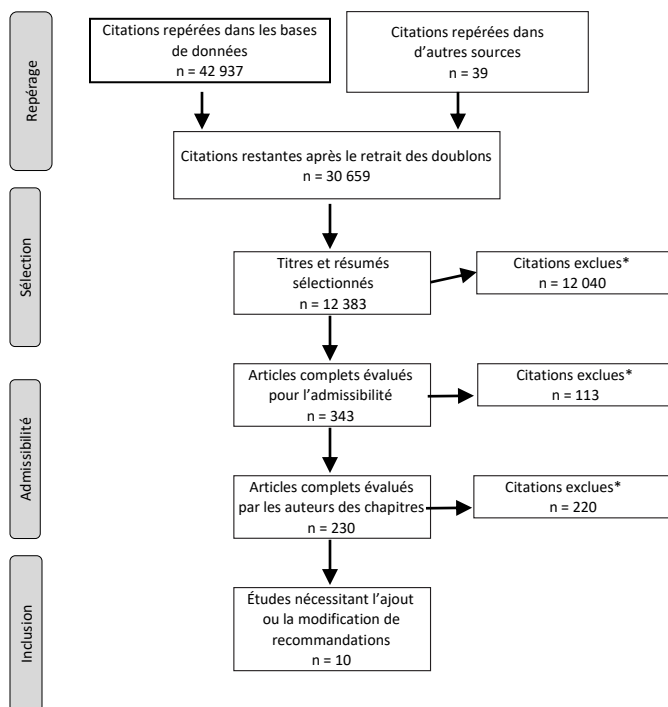 Repérage
Citations repérées dans les bases
de données
n = 42 937
Citations repérées dans
d’autres sources
n = 39
Citations restantes après le retrait des doublons
n = 30 659
Sélection
Titres et résumés
sélectionnés
n = 12 383
Citations exclues*
n = 12 040
Admissibilité
Articles complets évalués
pour l’admissibilité
n = 343
Citations exclues*
n = 113
Articles complets évalués
par les auteurs des chapitres
n = 230
Citations exclues*
n = 220
Inclusion
Études nécessitant l’ajout
ou la modification de
recommandations
n = 10